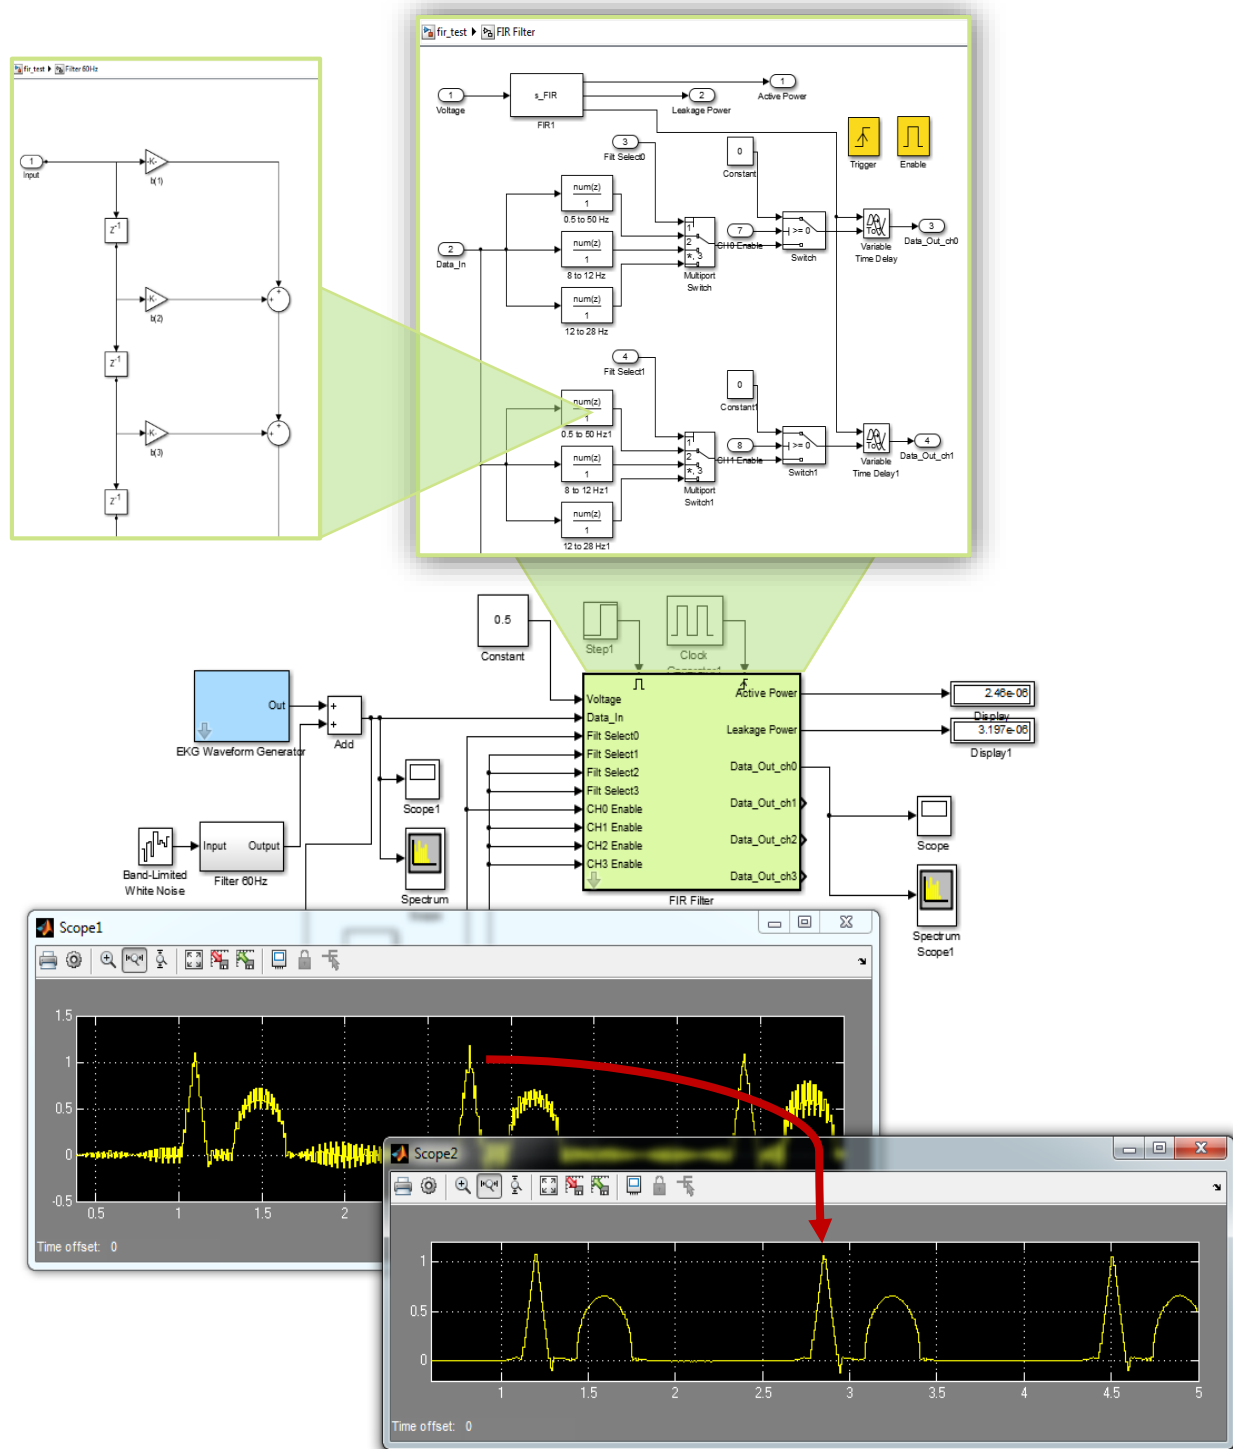 fir_test ▶ FIR Filter
1
Voltage
s_FIR
FIR1
1
Active Power
2
Leakage Power
3
Filt Select0
0
Constant
Trigger
Enable
num(z)
1
0.5 to 50 Hz
num(z)
1
8 to 12 Hz
num(z)
1
12 to 28 Hz
2
Data_In
1
2
*, 3
Multiport
Switch
7
CH0 Enable
>= 0
Switch
To
Variable
Time Delay
3
Data_Out_ch0
4
Filt Select1
0
Constant1
num(z)
1
0.5 to 50 Hz1
num(z)
1
8 to 12 Hz1
num(z)
1
12 to 28 Hz1
1
2
*, 3
Multiport
Switch1
8
CH1 Enable
>= 0
Switch1
To
Variable
Time Delay1
4
Data_Out_ch1
fir_test ▶ Filter 60Hz
1
Input
-K-
b(1)
z-1
-K-
b(2)
z-1
-K-
b(3)
z-1
0.5
Constant
Step1
Clock
Out
EKG Waveform Generator
Add
Band-Limited
White Noise
Input Output
Filter 60Hz
Scope1
Spectrum
Voltage
Data_In
Filt Select0
Filt Select1
Filt Select2
Filt Select3
CH0 Enable
CH1 Enable
CH2 Enable
CH3 Enable
Active Power
Leakage Power
Data_Out_ch0
Data_Out_ch1
Data_Out_ch2
Data_Out_ch3
FIR Filter
2.46e-06
Display
3.197e-06
Display1
Scope
Spectrum
Scope1
Scope1
1.5
1
0.5
0
-0.5
0.5 1 1.5 2
Time offset: 0
Scope2
1
0.5
0
1 1.5 2 2.5 3 3.5 4 4.5 5
Time offset: 0